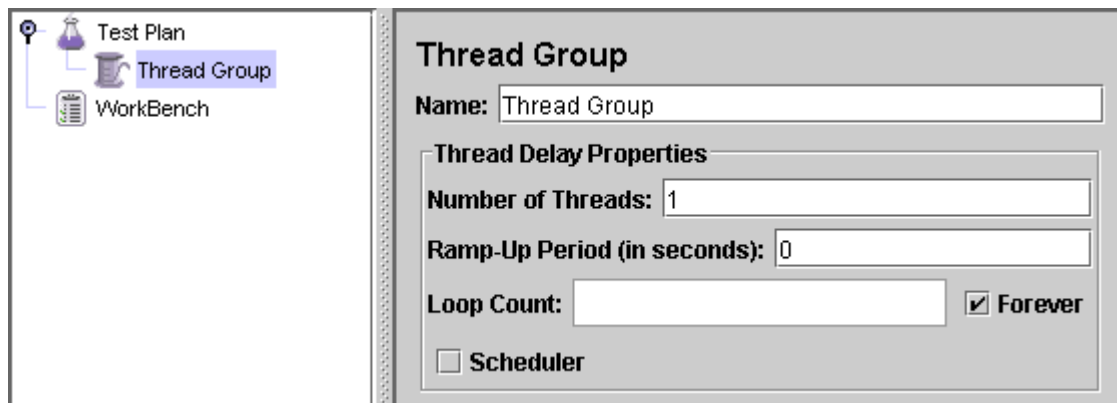 Test Plan
Thread Group
WorkBench
Thread Group
Name: Thread Group
Thread Delay Properties
Number of Threads: 1
Ramp-Up Period (in seconds): 0
Loop Count: Forever
Scheduler